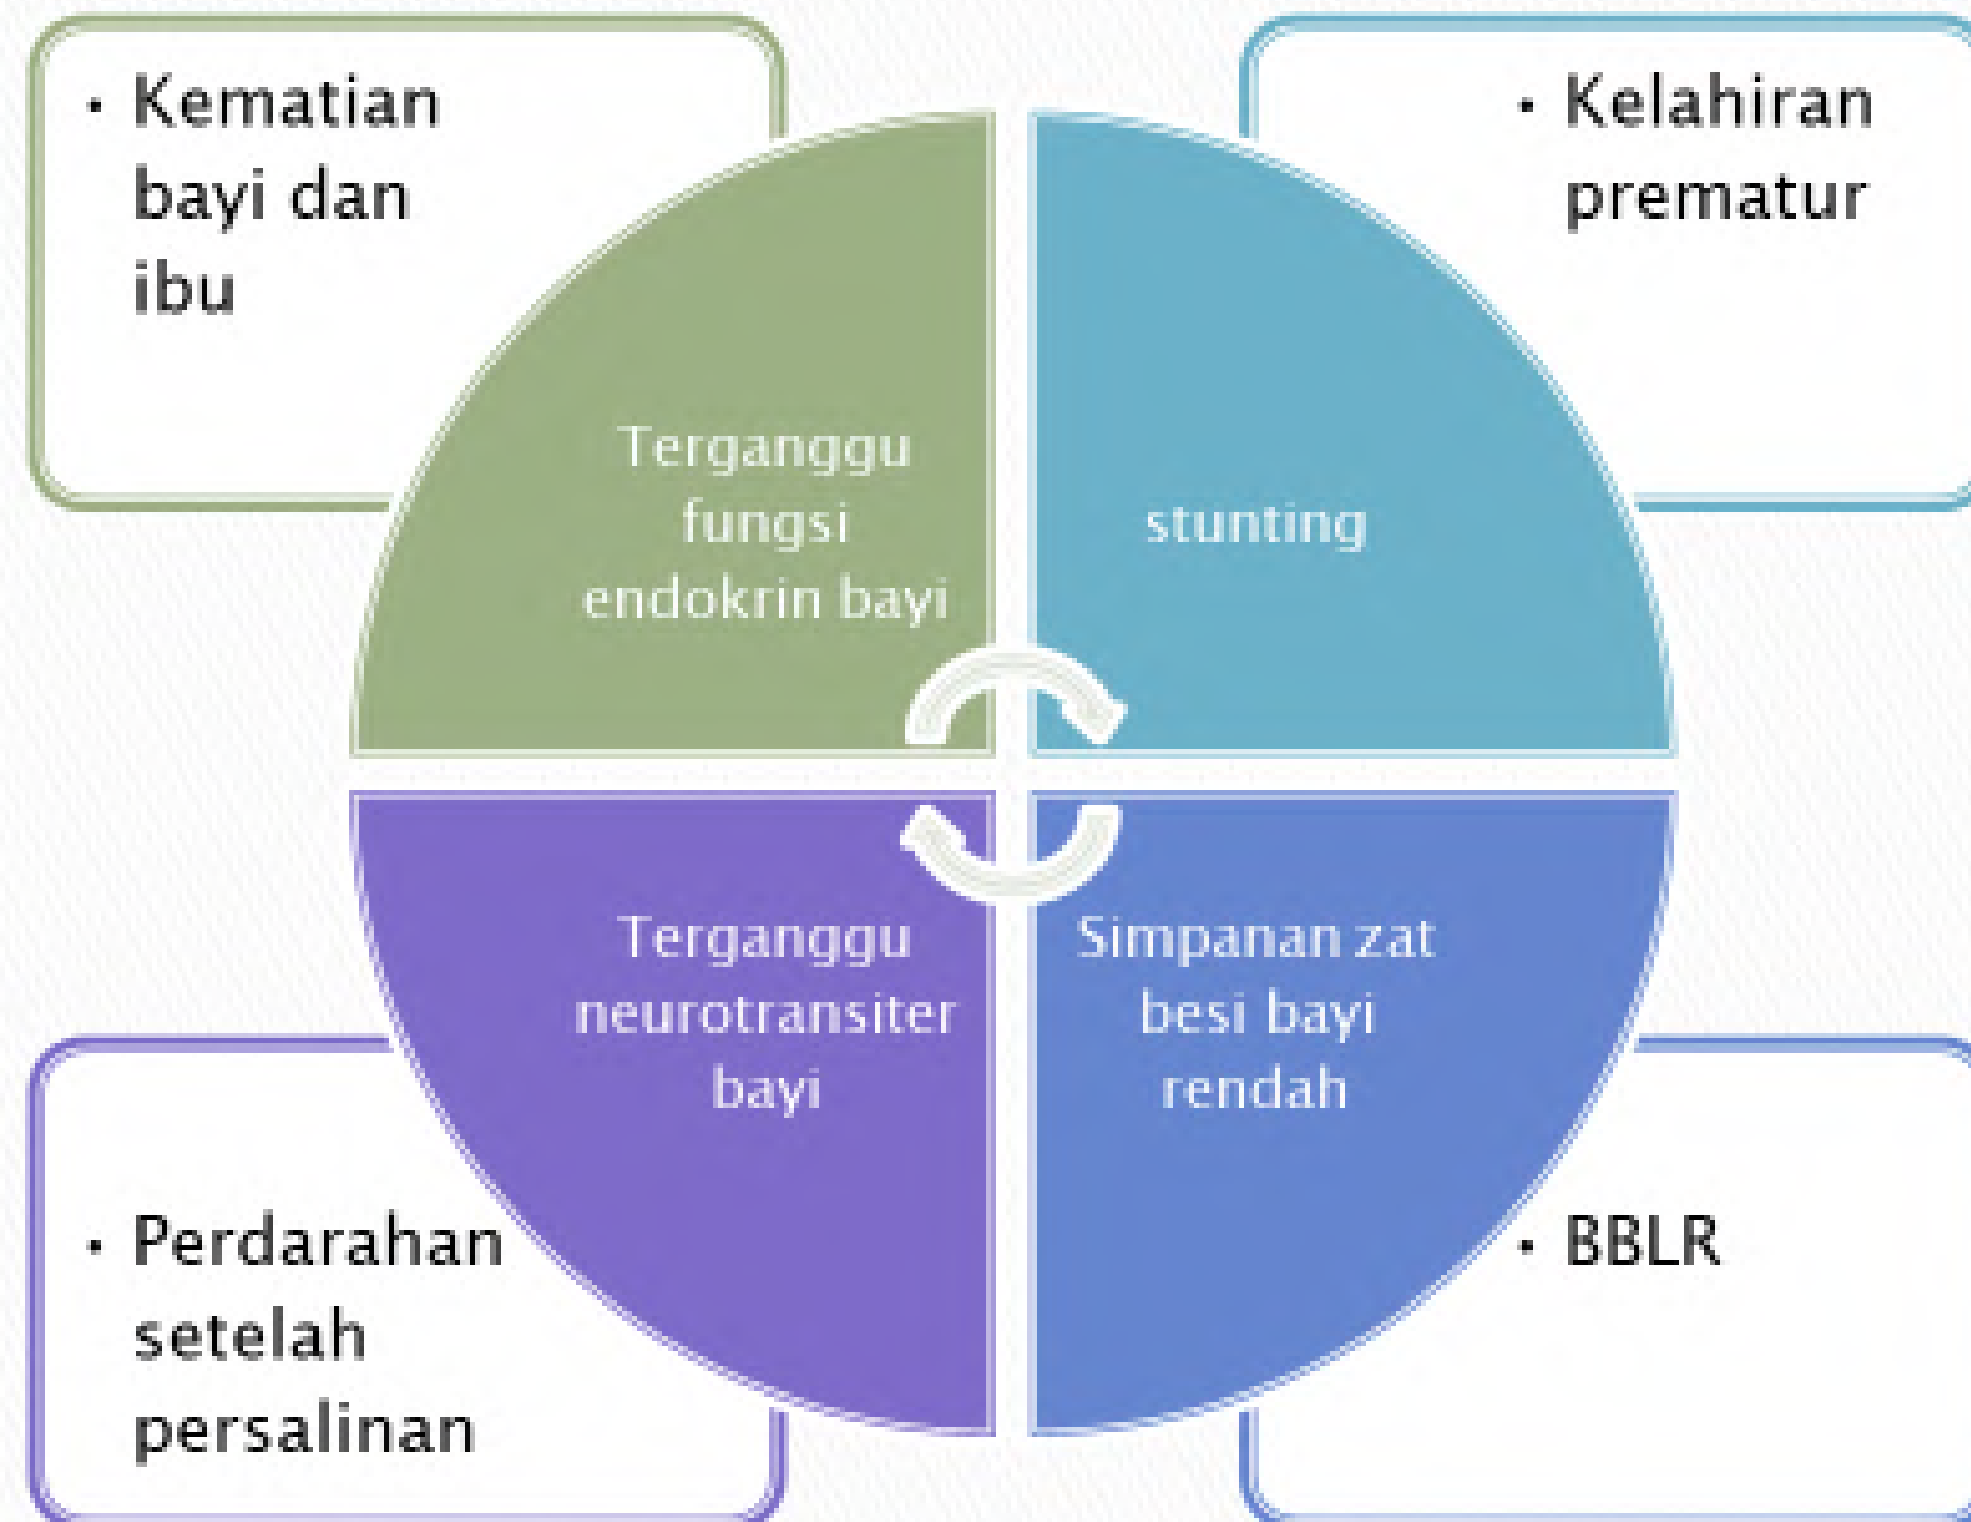 • Kematian
bayi dan
ibu
• Kelahiran
prematur
Terganggu
fungsi
endokrin bayi
stunting
Terganggu
neurotransiter
bayi
Simpanan zat
besi bayi
rendah
• Perdarahan
setelah
persalinan
• BBLR